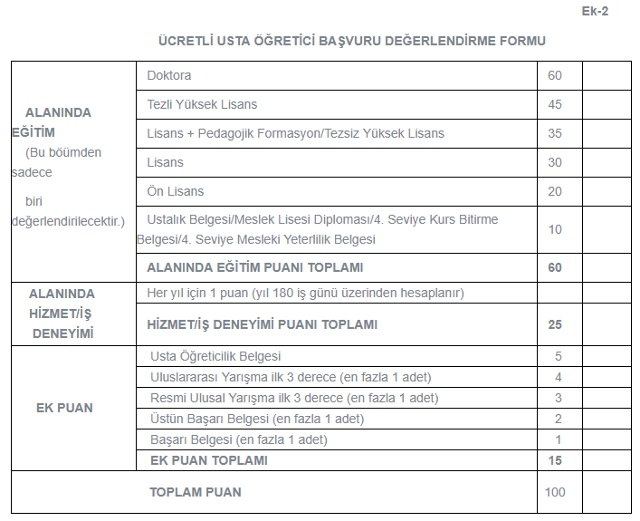 Ek-2
ÜCRETLİ USTA ÖĞRETİCİ BAŞVURU DEĞERLENDİRME FORMU
ALANINDA
EĞİTİM
(Bu böümden
sadece
biri
değerlendirilecektir.)
Doktora 60
Tezli Yüksek Lisans 45
Lisans + Pedagojik Formasyon/Tezsiz Yüksek Lisans 35
Lisans 30
Ön Lisans 20
Ustalık Belgesi/Meslek Lisesi Diploması/4. Seviye Kurs Bitirme
Belgesi/4. Seviye Mesleki Yeterlilik Belgesi 10
ALANINDA EĞİTİM PUANI TOPLAMI 60
ALANINDA
HİZMET/İŞ
DENEYİMİ
Her yıl için 1 puan (yıl 180 iş günü üzerinden hesaplanır)
HİZMET/İŞ DENEYİMİ PUANI TOPLAMI 25
EK PUAN
Usta Öğreticilik Belgesi 5
Uluslararası Yarışma ilk 3 derece (en fazla 1 adet) 4
Resmi Ulusal Yarışma ilk 3 derece (en fazla 1 adet) 3
Üstün Başarı Belgesi (en fazla 1 adet) 2
Başarı Belgesi (en fazla 1 adet) 1
EK PUAN TOPLAMI 15
TOPLAM PUAN 100